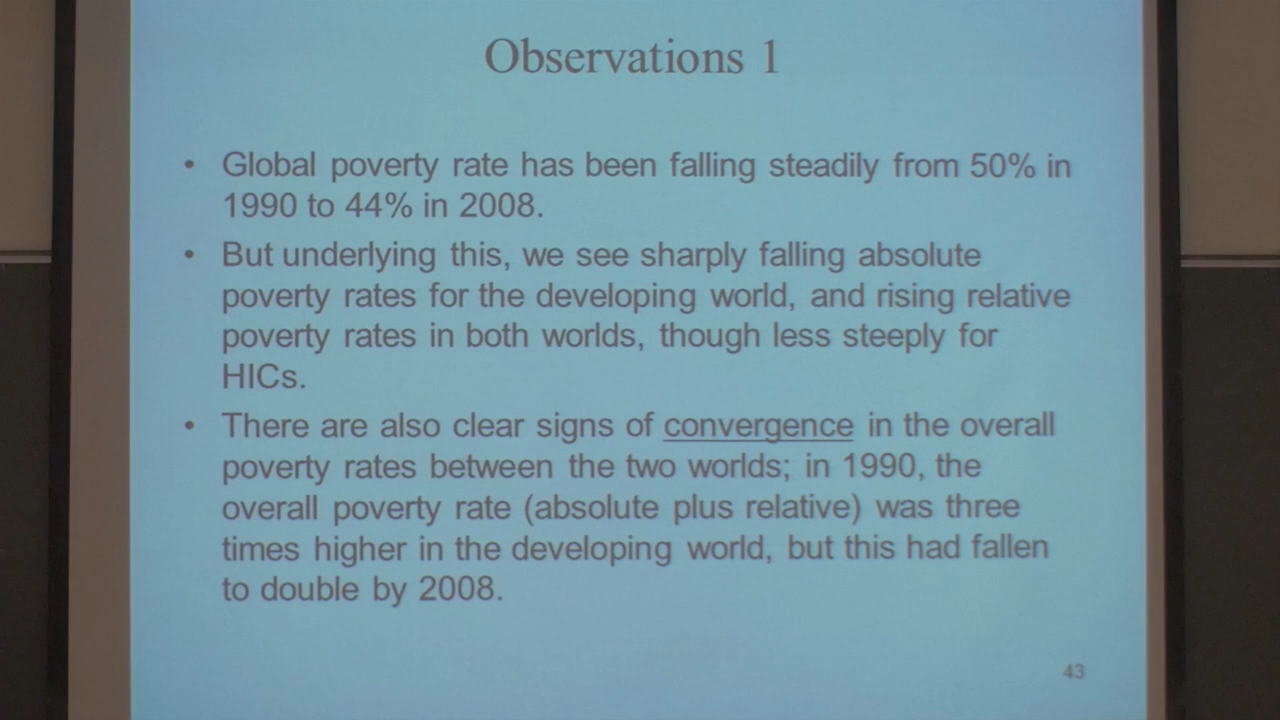 Observations 1
• Global poverty rate has been falling steadily from 50% in
1990 to 44% in 2008.
• But underlying this, we see sharply falling absolute
poverty rates for the developing world, and rising relative
poverty rates in both worlds, though less steeply for
HICs.
• There are also clear signs of convergence in the overall
poverty rates between the two worlds; in 1990, the
overall poverty rate (absolute plus relative) was three
times higher in the developing world, but this had fallen
to double by 2008.
43